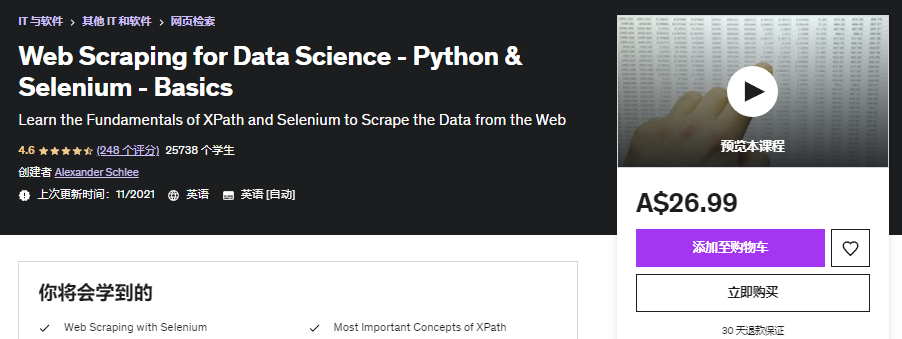 IT 与软件 > 其他 IT 和软件 > 网页检索
Web Scraping for Data Science - Python &
Selenium - Basics
Learn the Fundamentals of XPath and Selenium to Scrape the Data from the Web
4.6 (248 个评分) 25738 个学生
创建者 Alexander Schlee
上次更新时间：11/2021 英语 英语 [自动]
预览本课程
A$26.99
添加至购物车
立即购买
30 天退款保证
你将会学到的
Web Scraping with Selenium
Most Important Concepts of XPath